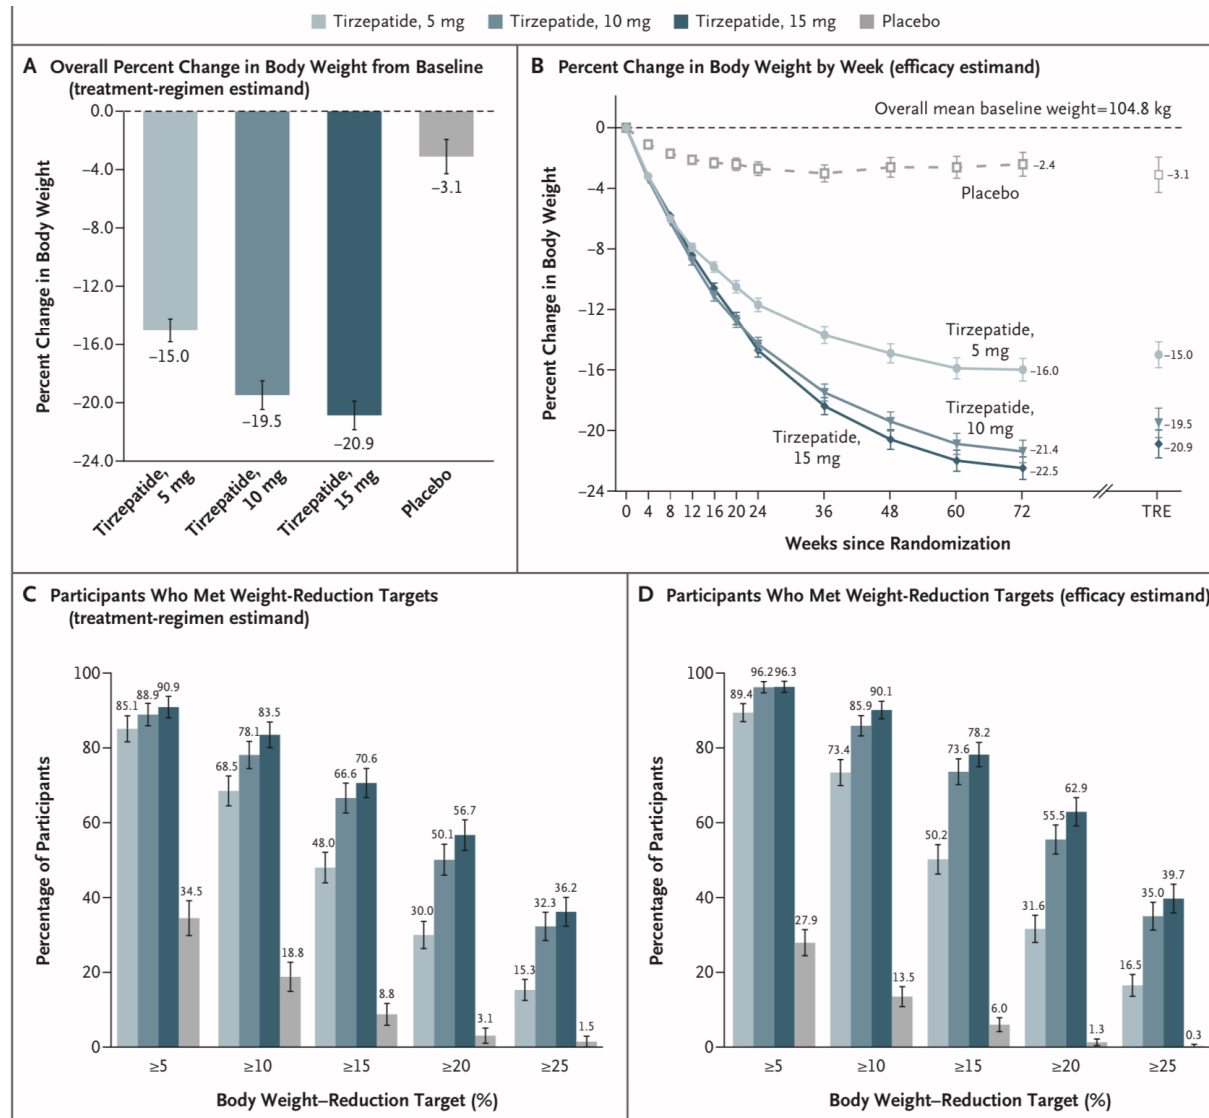 Tirzepatide, 5 mg Tirzepatide, 10 mg Tirzepatide, 15 mg Placebo
A Overall Percent Change in Body Weight from Baseline
(treatment-regimen estimand)
Percent Change in Body Weight
0.0
−4.0
−8.0
−12.0
−16.0
−20.0
−24.0
−15.0
−19.5
−20.9
−3.1
Tirzepatide,
5 mg
Tirzepatide,
10 mg
Tirzepatide,
15 mg
Placebo
B Percent Change in Body Weight by Week (efficacy estimand)
Overall mean baseline weight=104.8 kg
Percent Change in Body Weight
0
−4
−8
−12
−16
−20
−24
−2.4
−3.1
Placebo
Tirzepatide,
5 mg
−16.0
−15.0
Tirzepatide,
10 mg
−21.4
−19.5
Tirzepatide,
15 mg
−22.5
−20.9
0 4 8 12 16 20 24 36 48 60 72 TRE
Weeks since Randomization
C Participants Who Met Weight-Reduction Targets
(treatment-regimen estimand)
Percentage of Participants
100
80
60
40
20
0
85.1 88.9 90.9 34.5
68.5 78.1 83.5 18.8
48.0 66.6 70.6 8.8
30.0 50.1 56.7 3.1
15.3 32.3 36.2 1.5
≥5 ≥10 ≥15 ≥20 ≥25
Body Weight–Reduction Target (%)
D Participants Who Met Weight-Reduction Targets (efficacy estimand)
Percentage of Participants
100
80
60
40
20
0
89.4 96.2 96.3 27.9
73.4 85.9 90.1 13.5
50.2 73.6 78.2 6.0
31.6 55.5 62.9 1.3
16.5 35.0 39.7 0.3
≥5 ≥10 ≥15 ≥20 ≥25
Body Weight–Reduction Target (%)